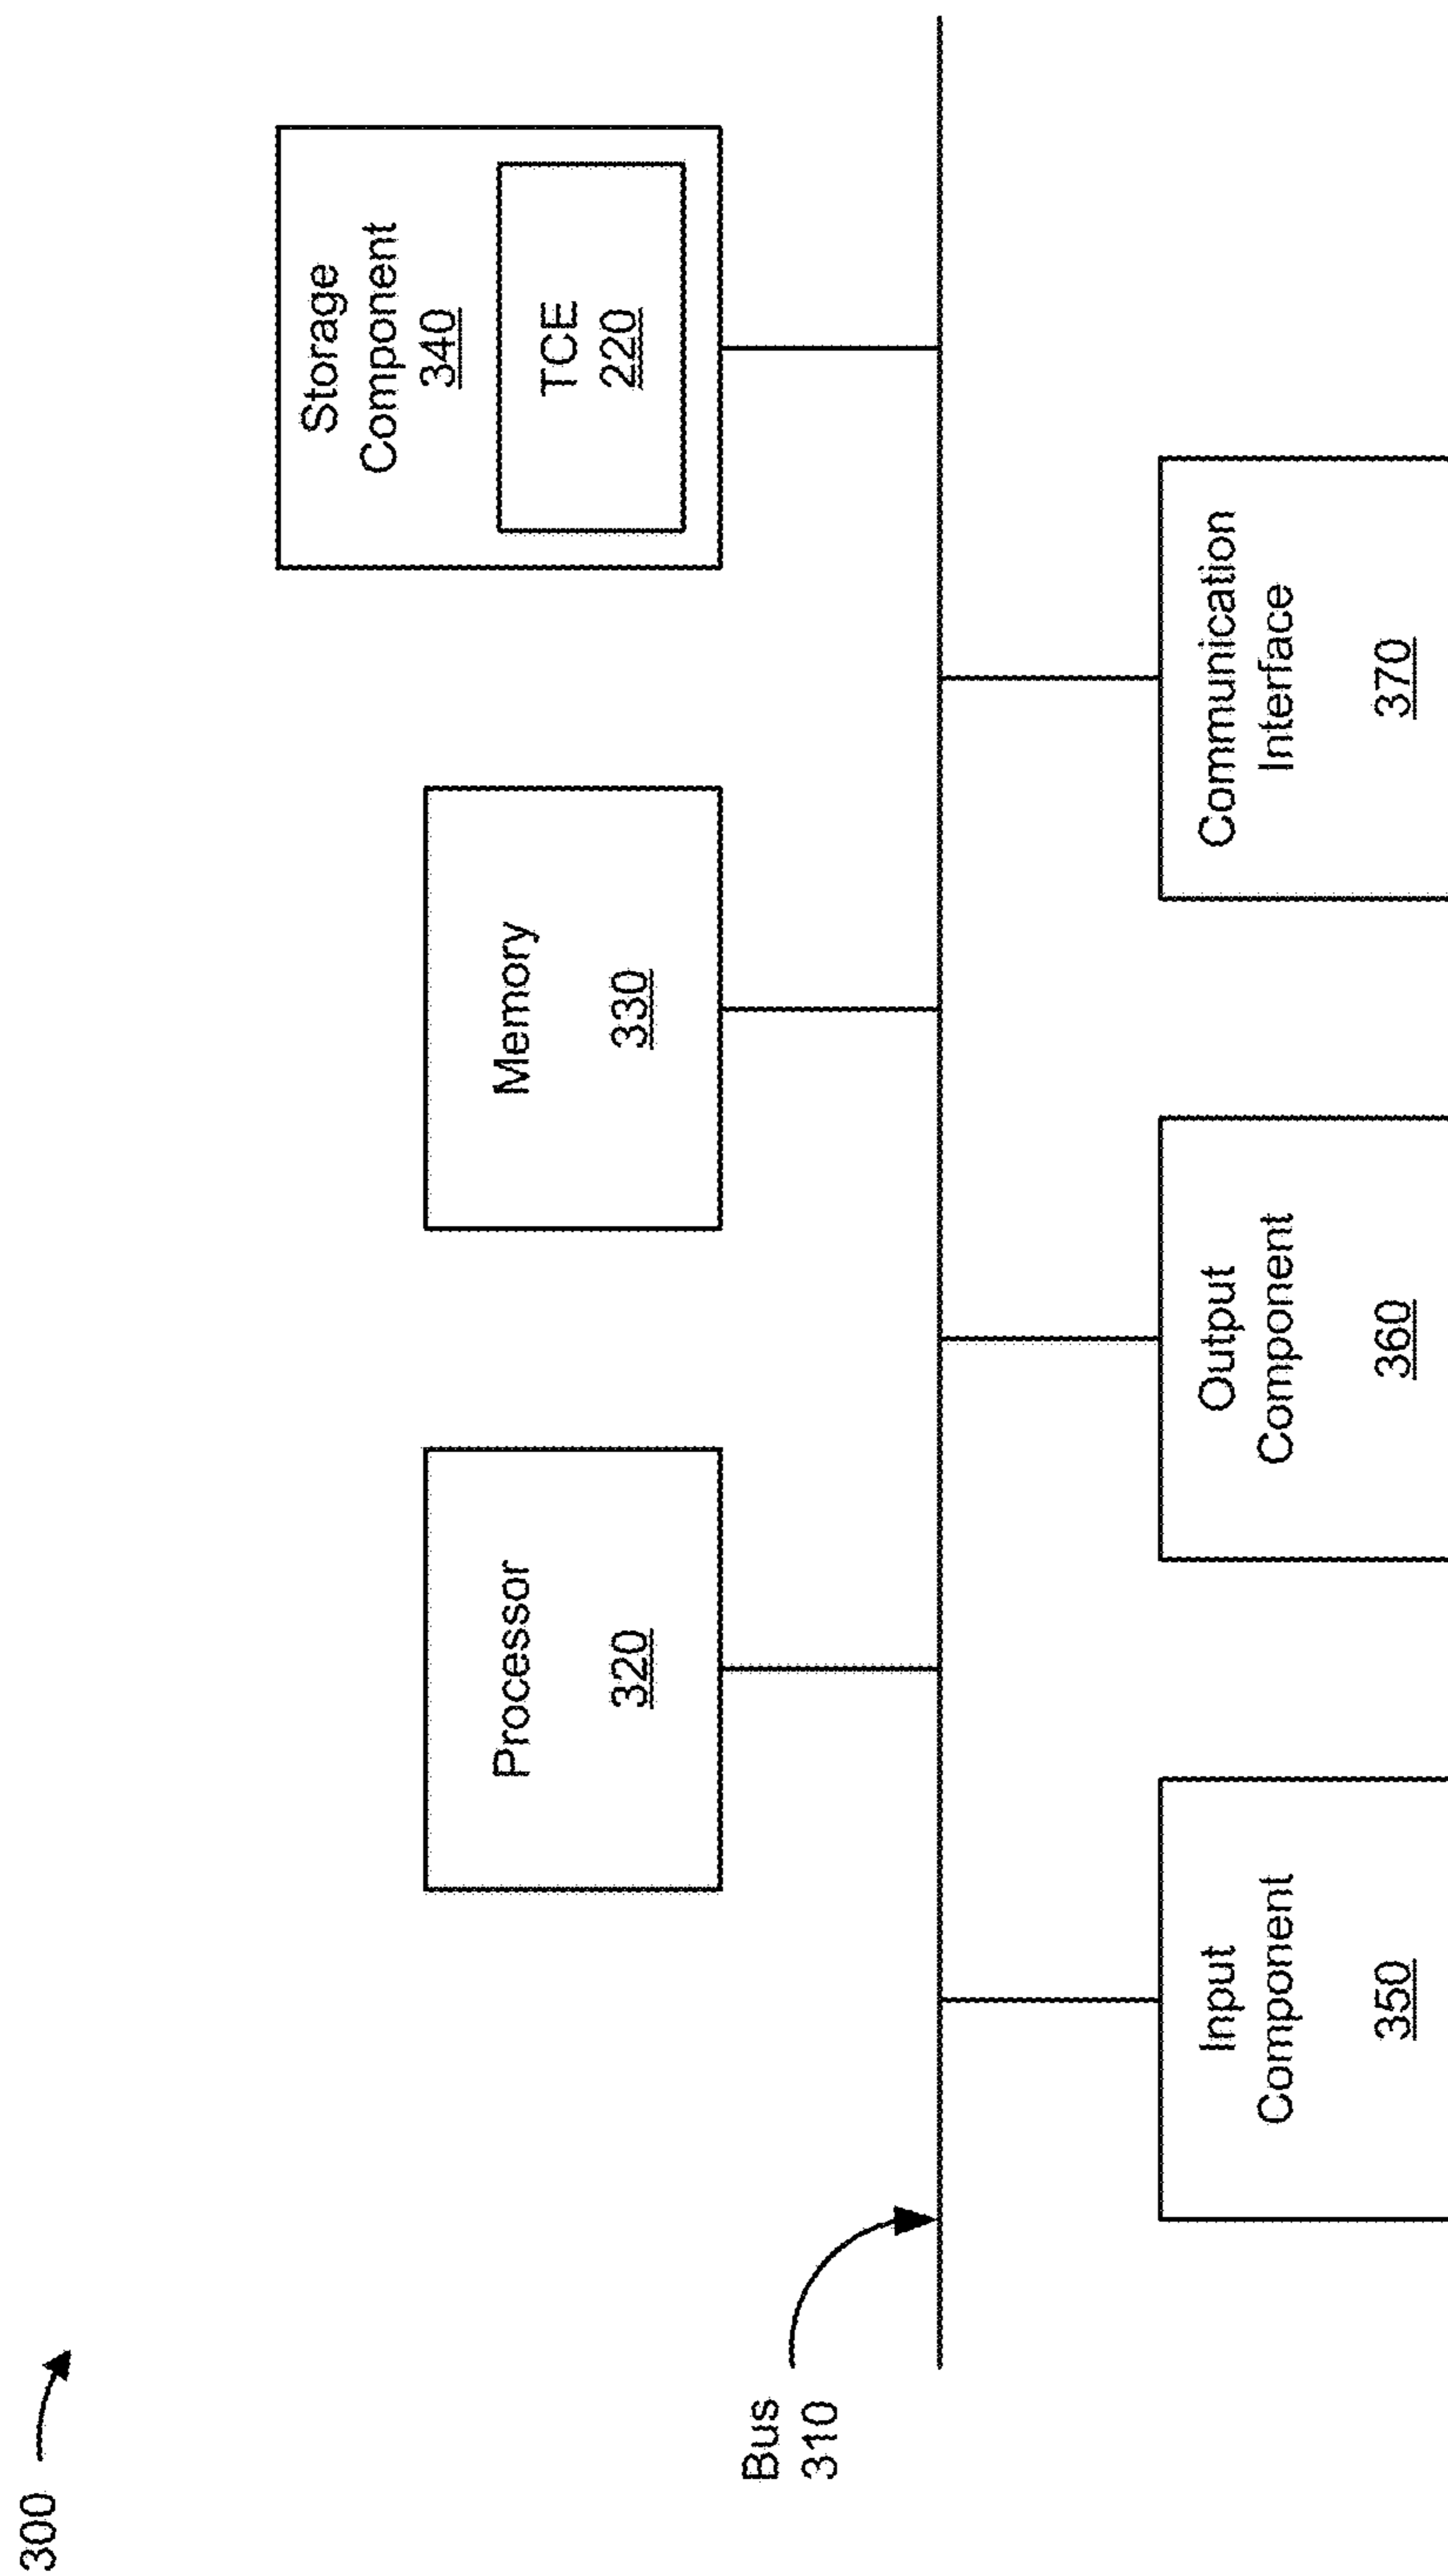 300
Bus
310
Processor
320
Memory
330
Storage
Component
340
TCE
220
Input
Component
350
Output
Component
360
Communication
Interface
370